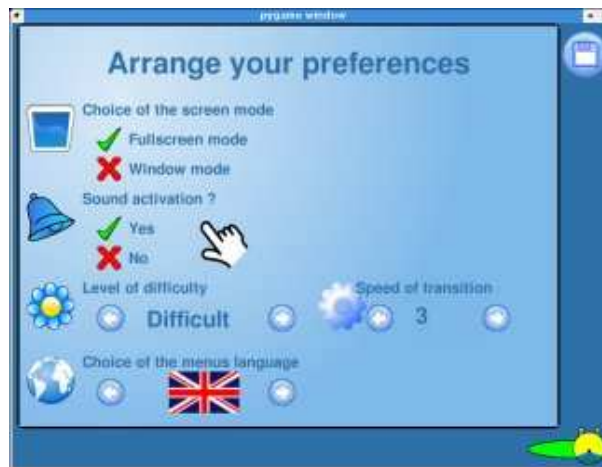 pygame window
Arrange your preferences
Choice of the screen mode
Fullscreen mode
Window mode
Sound activation ?
Yes
No
Level of difficulty
Speed of transition
Difficult
3
Choice of the menus language